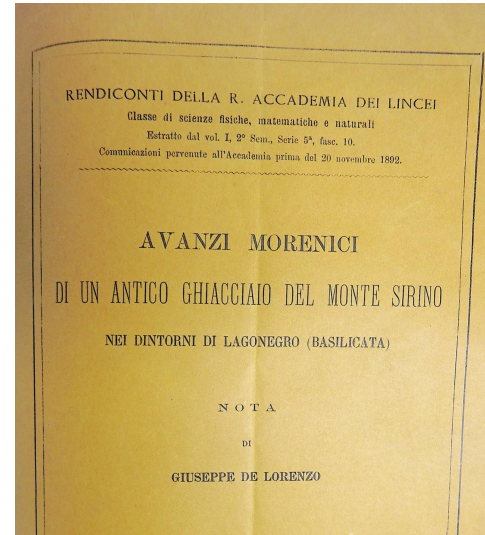 RENDICONTI DELLA R. ACCADEMIA DEI LINCEI
Classe di scienze fisiche, matematiche e naturali
Estratto dal vol. I, 2° Sem., Serie 5ª, fasc. 10.
Comunicazioni pervenute all'Accademia prima del 20 novembre 1892.
AVANZI MORENICI
DI UN ANTICO GHIACCIAIO DEL MONTE SIRINO
NEI DINTORNI DI LAGONEGRO (BASILICATA)
NOTA
DI
GIUSEPPE DE LORENZO